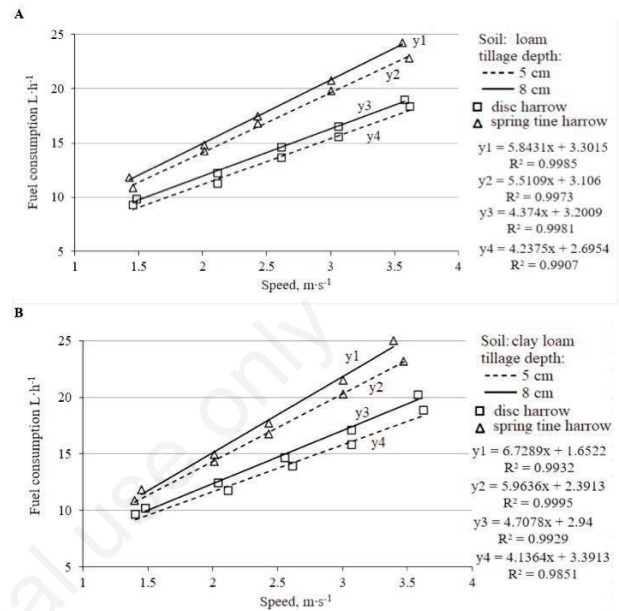 A
25
20
15
10
5
Fuel consumption L·h⁻¹
y1
y2
y3
y4
1
1.5
2
2.5
3
3.5
4
Speed, m·s⁻¹
Soil: loam
tillage depth:
5 cm
8 cm
disc harrow
spring tine harrow
y1 = 5.8431x + 3.3015
R² = 0.9985
y2 = 5.5109x + 3.106
R² = 0.9973
y3 = 4.374x + 3.2009
R² = 0.9981
y4 = 4.2375x + 2.6954
R² = 0.9907
B
25
20
15
10
5
Fuel consumption L·h⁻¹
y1
y2
y3
y4
1
1.5
2
2.5
3
3.5
4
Speed, m·s⁻¹
Soil: clay loam
tillage depth:
5 cm
8 cm
disc harrow
spring tine harrow
y1 = 6.7289x + 1.6522
R² = 0.9932
y2 = 5.9636x + 2.3913
R² = 0.9995
y3 = 4.7078x + 2.94
R² = 0.9929
y4 = 4.1364x + 3.3913
R² = 0.9851
al use only